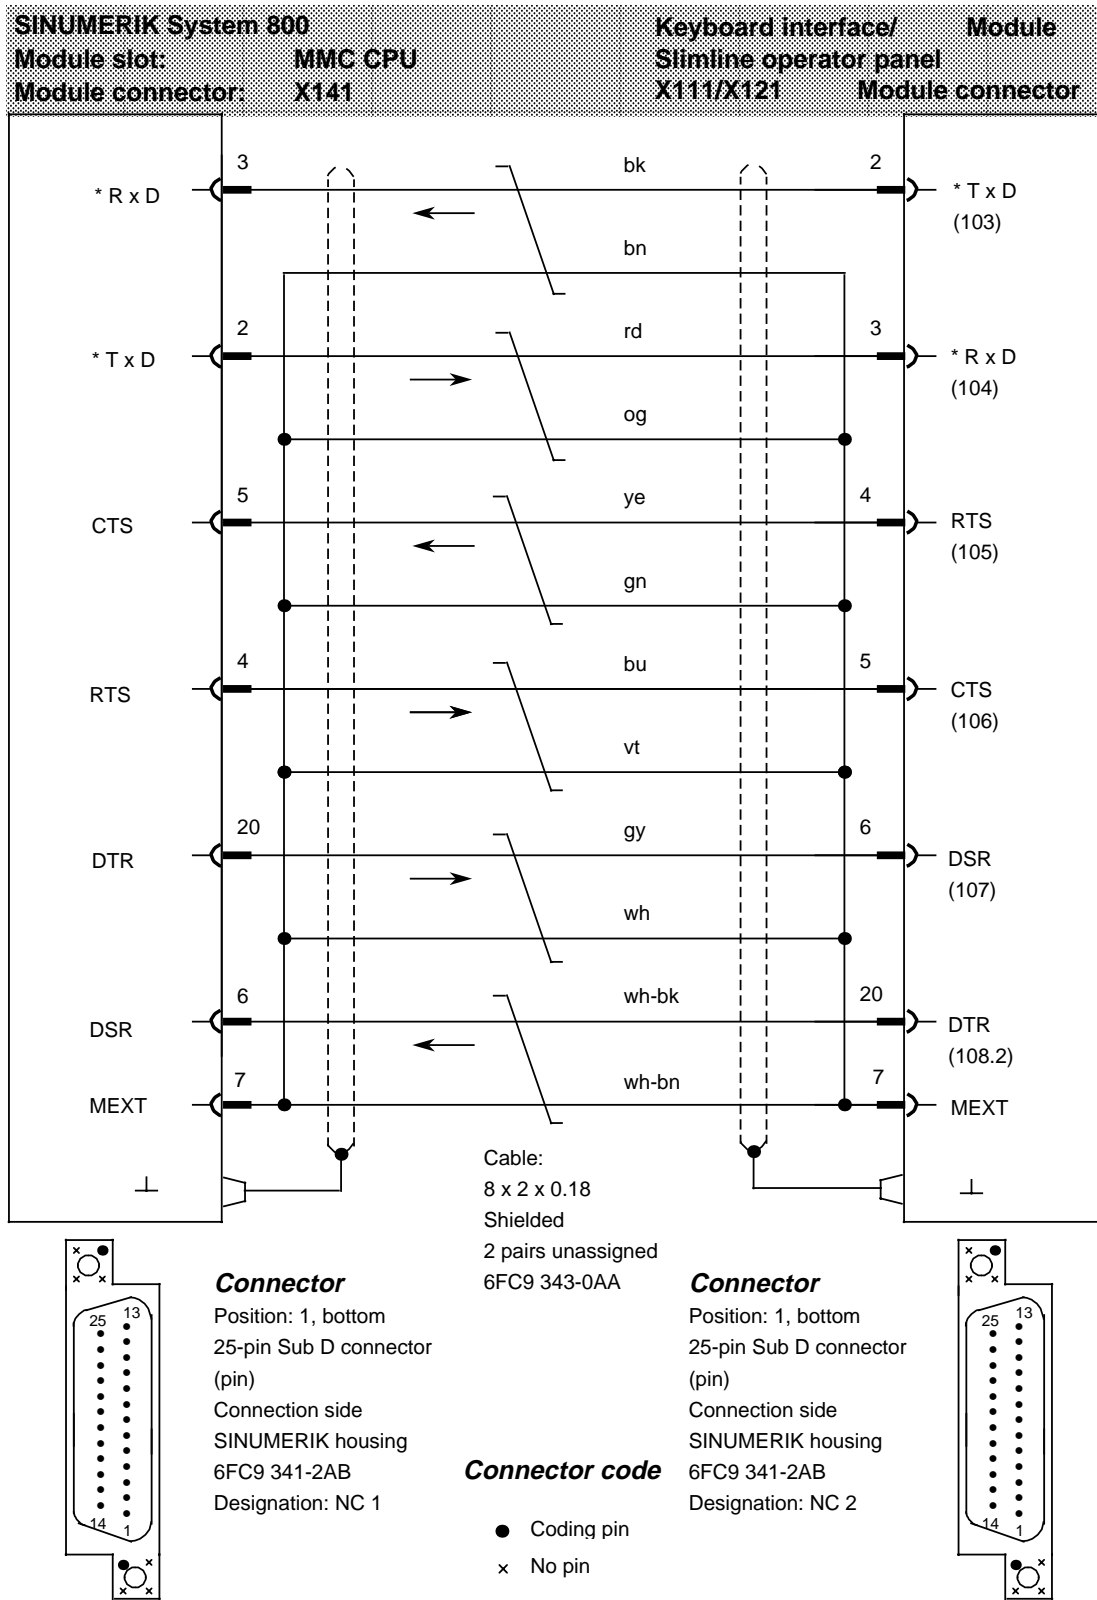 SINUMERIK System 800 Keyboard interface/ Module
Module slot: MMC CPU Slimline operator panel
Module connector: X141 X111/X121 Module connector
3 bk 2
* R x D * T x D
(103)
bn
2 rd 3
* T x D * R x D
(104)
og
5 ye 4
CTS RTS
(105)
gn
4 bu 5
RTS CTS
(106)
vt
20 gy 6
DTR DSR
(107)
wh
6 wh-bk 20
DSR DTR
(108.2)
7 wh-bn 7
MEXT MEXT
Cable:
8 x 2 x 0.18
Shielded
2 pairs unassigned
6FC9 343-0AA
25 13
14 1
Connector
Position: 1, bottom
25-pin Sub D connector
(pin)
Connection side
SINUMERIK housing
6FC9 341-2AB
Designation: NC 1
Connector code
Coding pin
No pin
Connector
Position: 1, bottom
25-pin Sub D connector
(pin)
Connection side
SINUMERIK housing
6FC9 341-2AB
Designation: NC 2
25 13
14 1